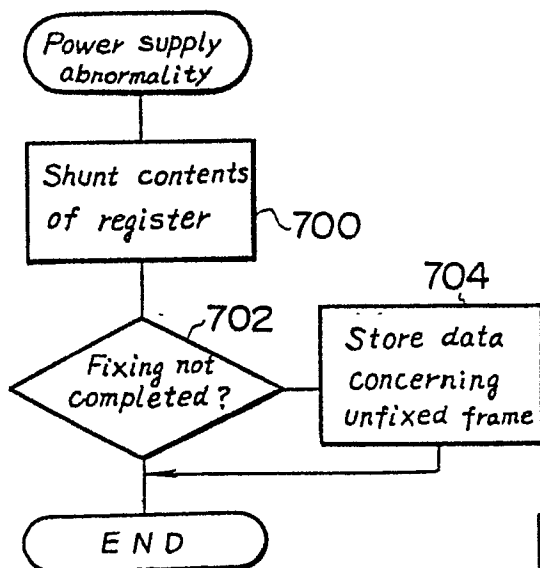 Power supply
abnormality
Shunt contents
of register
700
702
Fixing not
completed?
704
Store data
concerning
unfixed frame
END